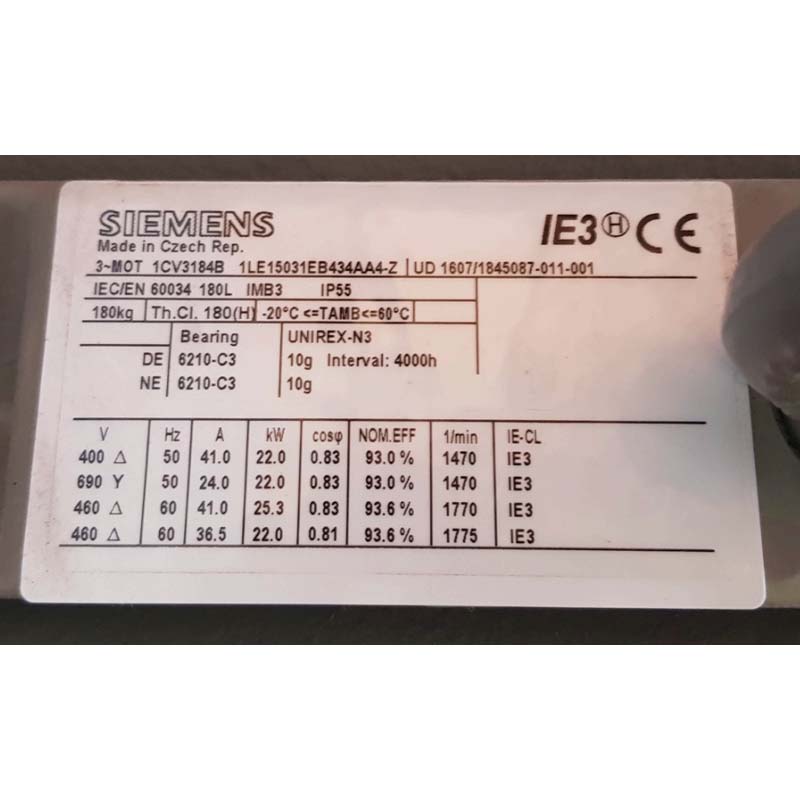 SIEMENS IE3 Ⓗ CE
Made in Czech Rep.
3~MOT 1CV3184B 1LE15031EB434AA4-Z UD 1607/1845087-011-001
IEC/EN 60034 180L IMB3 IP55
180kg Th.Cl. 180(H) -20°C <=TAMB<=60°C
Bearing UNIREX-N3
DE 6210-C3 10g Interval: 4000h
NE 6210-C3 10g
V Hz A kW cosφ NOM.EFF 1/min IE-CL
400 Δ 50 41.0 22.0 0.83 93.0 % 1470 IE3
690 Y 50 24.0 22.0 0.83 93.0 % 1470 IE3
460 Δ 60 41.0 25.3 0.83 93.6 % 1770 IE3
460 Δ 60 36.5 22.0 0.81 93.6 % 1775 IE3